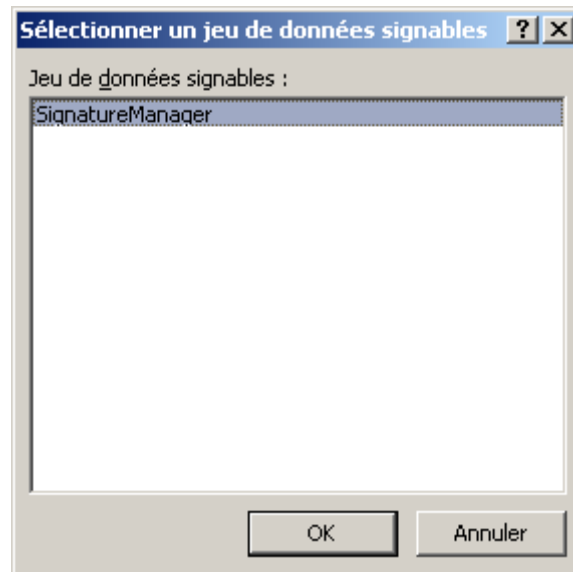 Sélectionner un jeu de données signables
Jeu de données signables :
SignatureManager
OK
Annuler